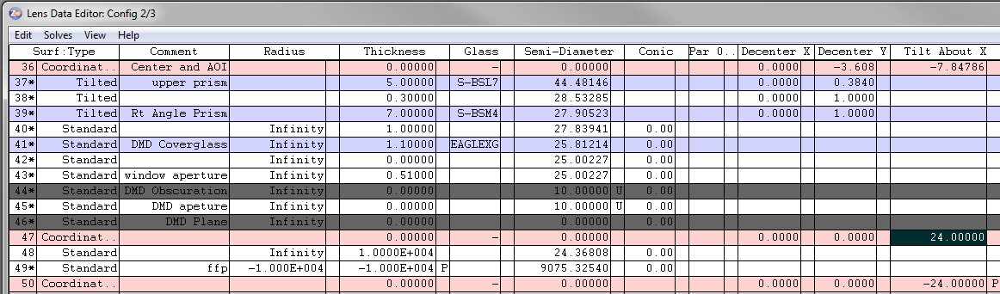 Lens Data Editor: Config 2/3
Edit Solves View Help
Surf:Type Comment Radius Thickness Glass Semi-Diameter Conic Par 0.. Decenter X Decenter Y Tilt About X
36 Coordinat.. Center and AOI 0.00000 - 0.00000 0.0000 -3.608 -7.84786
37* Tilted upper prism 5.00000 S-BSL7 44.48146 0.0000 0.3840
38* Tilted 0.30000 28.53285 0.0000 1.0000
39* Tilted Rt Angle Prism 7.00000 S-BSM4 27.90523 0.0000 1.0000
40* Standard Infinity 1.00000 27.83941 0.00
41* Standard DMD Coverglass Infinity 1.10000 EAGLEXG 25.81214 0.00
42* Standard Infinity 0.00000 25.00227 0.00
43* Standard window aperture Infinity 0.51000 25.00227 0.00
44* Standard DMD Obscuration Infinity 0.00000 10.00000 U 0.00
45* Standard DMD apeture Infinity 0.00000 10.00000 U 0.00
46* Standard DMD Plane Infinity 0.00000 0.00000 0.00
47 Coordinat.. 0.00000 - 0.00000 0.0000 0.0000 24.00000
48 Standard Infinity 1.0000E+004 24.36808 0.00
49* Standard ffp -1.000E+004 -1.000E+004 P 9075.32540 0.00
50 Coordinat.. 0.00000 - 0.00000 0.0000 0.0000 -24.00000 P